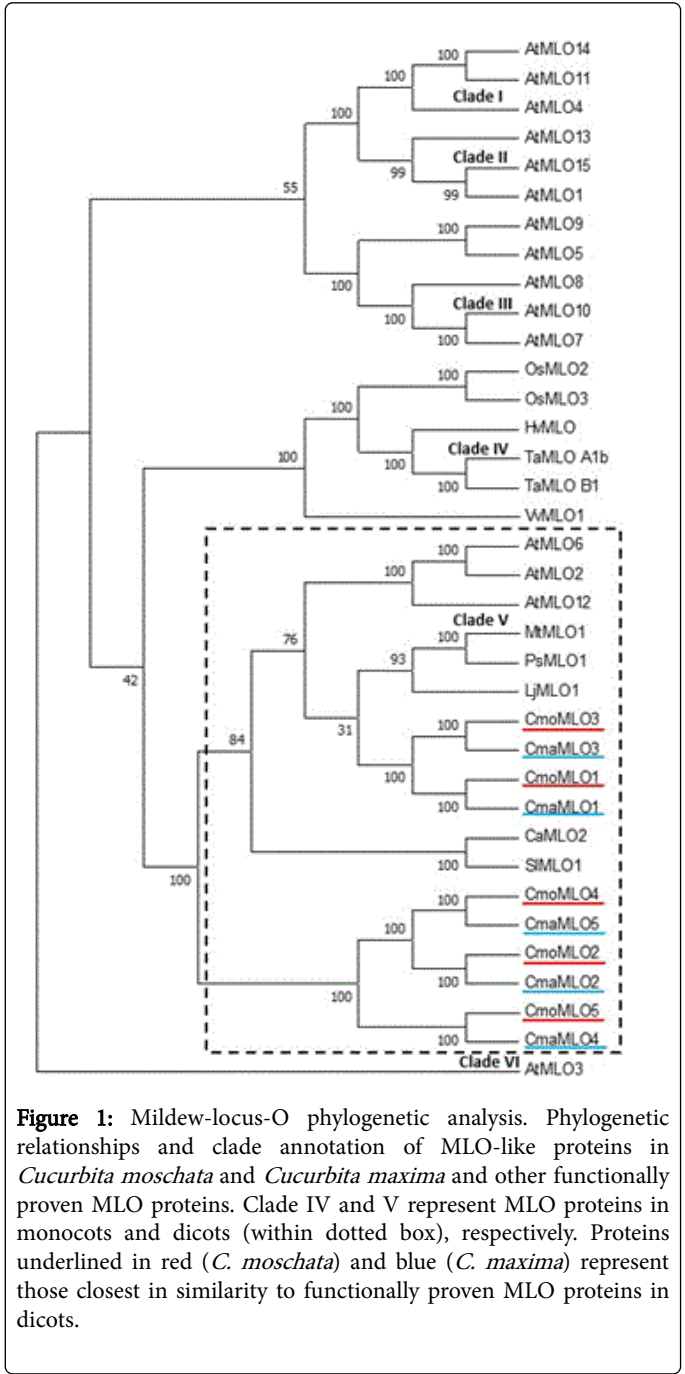 AtMLO14
100
AtMLO11
100
Clade I
AtMLO4
100
AtMLO13
Clade II
AtMLO15
99
99
AtMLO1
55
AtMLO9
100
AtMLO5
100
AtMLO8
Clade III
AtMLO10
100
100
AtMLO7
OsMLO2
100
OsMLO3
100
HvMLO
Clade IV
TaMLO A1b
100
100
TaMLO B1
100
VvMLO1
AtMLO6
100
AtMLO2
100
AtMLO12
Clade V
MtMLO1
100
PsMLO1
93
LjMLO1
76
31
CmoMLO3
100
CmaMLO3
100
CmoMLO1
100
CmaMLO1
84
CaMLO2
100
SlMLO1
42
100
CmoMLO4
100
CmaMLO5
100
CmoMLO2
100
CmaMLO2
100
CmoMLO5
100
CmaMLO4
Clade VI
AtMLO3
Figure 1: Mildew-locus-O phylogenetic analysis. Phylogenetic
relationships and clade annotation of MLO-like proteins in
Cucurbita moschata and Cucurbita maxima and other functionally
proven MLO proteins. Clade IV and V represent MLO proteins in
monocots and dicots (within dotted box), respectively. Proteins
underlined in red (C. moschata) and blue (C. maxima) represent
those closest in similarity to functionally proven MLO proteins in
dicots.